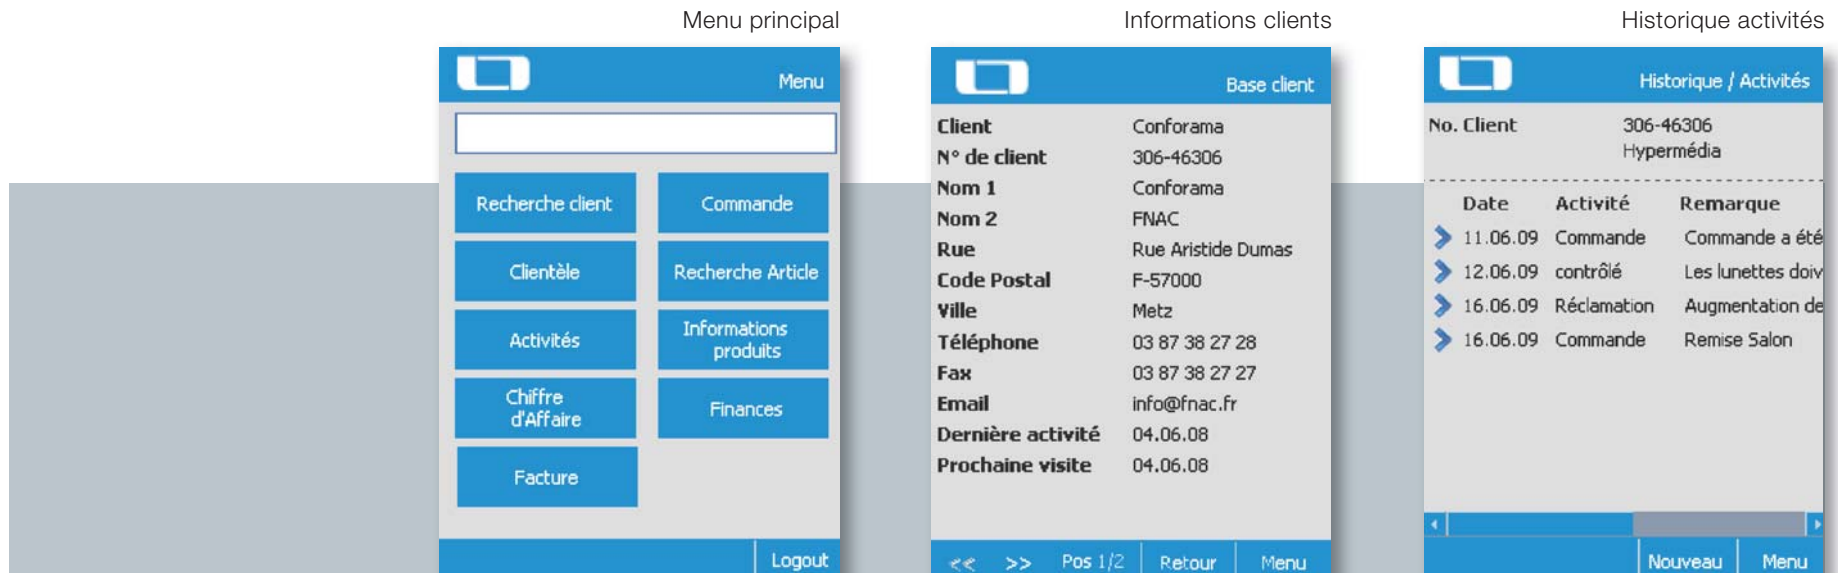 Menu principal
Menu
Recherche client
Commande
Clientèle
Recherche Article
Activités
Informations
produits
Chiffre
d'Affaire
Finances
Facture
Logout
Informations clients
Base client
Client Conforama
N° de client 306-46306
Nom 1 Conforama
Nom 2 FNAC
Rue Rue Aristide Dumas
Code Postal F-57000
Ville Metz
Téléphone 03 87 38 27 28
Fax 03 87 38 27 27
Email info@fnac.fr
Dernière activité 04.06.08
Prochaine visite 04.06.08
<< >> Pos 1/2 Retour Menu
Historique activités
Historique / Activités
No. Client 306-46306
Hypermédia
Date Activité Remarque
11.06.09 Commande Commande a été
12.06.09 contrôlé Les lunettes doiv
16.06.09 Réclamation Augmentation de
16.06.09 Commande Remise Salon
Nouveau Menu